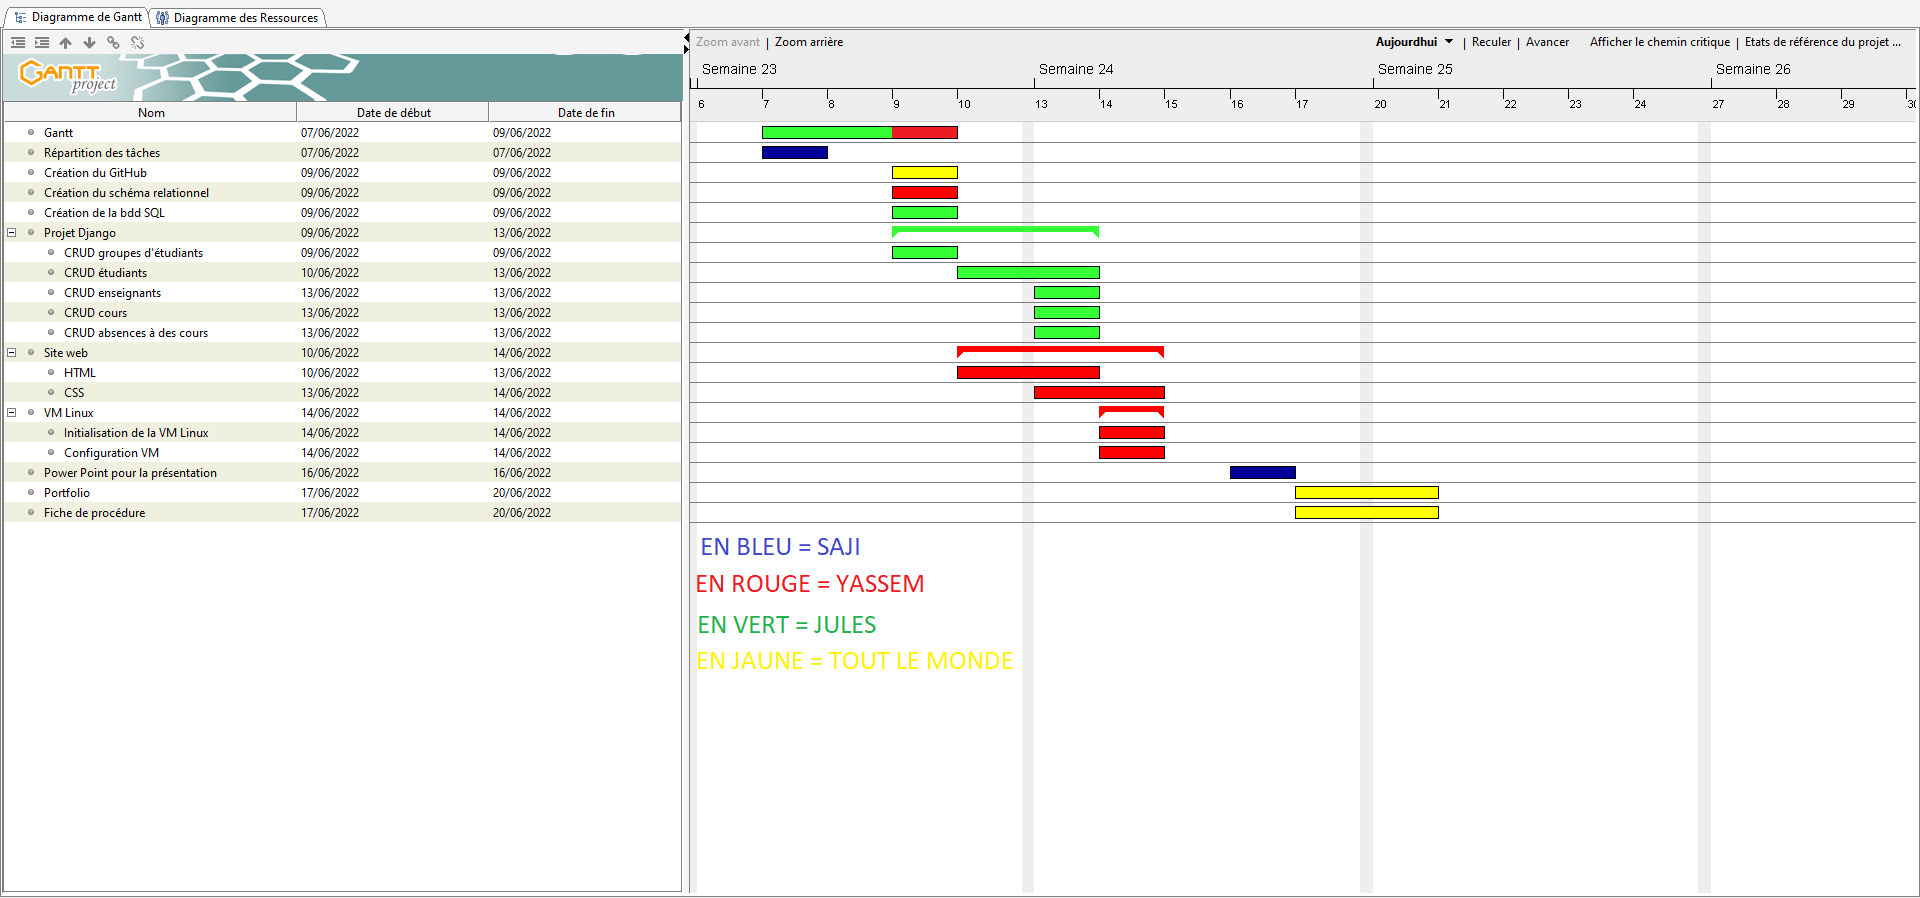 Diagramme de Gantt Diagramme des Ressources
Zoom avant | Zoom arrière Aujourd'hui | Reculer | Avancer Afficher le chemin critique | Etats de référence du projet ...
GANTT project
Semaine 23 Semaine 24 Semaine 25 Semaine 26
6 7 8 9 10 13 14 15 16 17 20 21 22 23 24 27 28 29 30
Nom Date de début Date de fin
Gantt 07/06/2022 09/06/2022
Répartition des tâches 07/06/2022 07/06/2022
Création du GitHub 09/06/2022 09/06/2022
Création du schéma relationnel 09/06/2022 09/06/2022
Création de la bdd SQL 09/06/2022 09/06/2022
Projet Django 09/06/2022 13/06/2022
CRUD groupes d'étudiants 09/06/2022 09/06/2022
CRUD étudiants 10/06/2022 13/06/2022
CRUD enseignants 13/06/2022 13/06/2022
CRUD cours 13/06/2022 13/06/2022
CRUD absences à des cours 13/06/2022 13/06/2022
Site web 10/06/2022 14/06/2022
HTML 10/06/2022 13/06/2022
CSS 13/06/2022 14/06/2022
VM Linux 14/06/2022 14/06/2022
Initialisation de la VM Linux 14/06/2022 14/06/2022
Configuration VM 14/06/2022 14/06/2022
Power Point pour la présentation 16/06/2022 16/06/2022
Portfolio 17/06/2022 20/06/2022
Fiche de procédure 17/06/2022 20/06/2022
EN BLEU = SAJI
EN ROUGE = YASSEM
EN VERT = JULES
EN JAUNE = TOUT LE MONDE